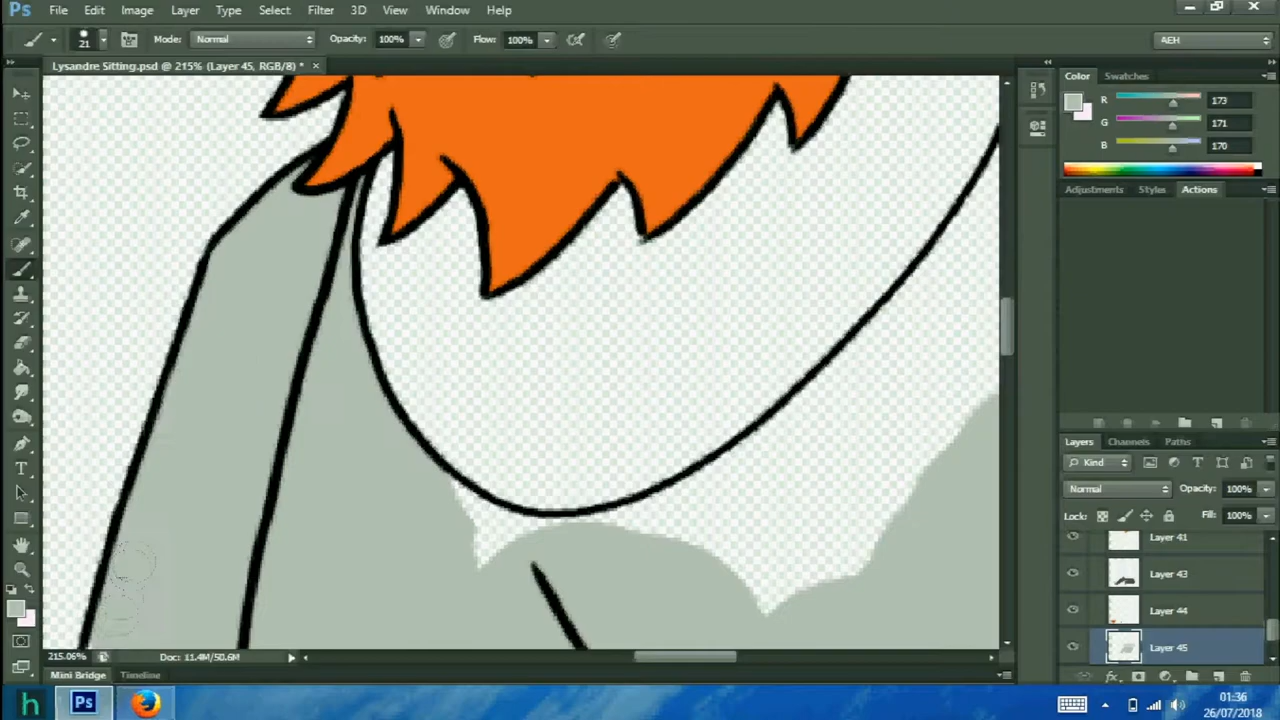 Ps File Edit Image Layer Type Select Filter 3D View Window Help
21 Mode: Normal Opacity: 100% Flow: 100% AEH
Lysandre Sitting.psd @ 215% (Layer 45, RGB/8) * ×
Color Swatches
R 173
G 171
B 170
Adjustments Styles Actions
Layers Channels Paths
Kind T
Normal Opacity: 100%
Lock: Fill: 100%
Layer 41
Layer 43
Layer 44
Layer 45
fx
T
215.06% Doc: 11.4M/50.6M
Mini Bridge Timeline
h Ps 01:36
26/07/2018